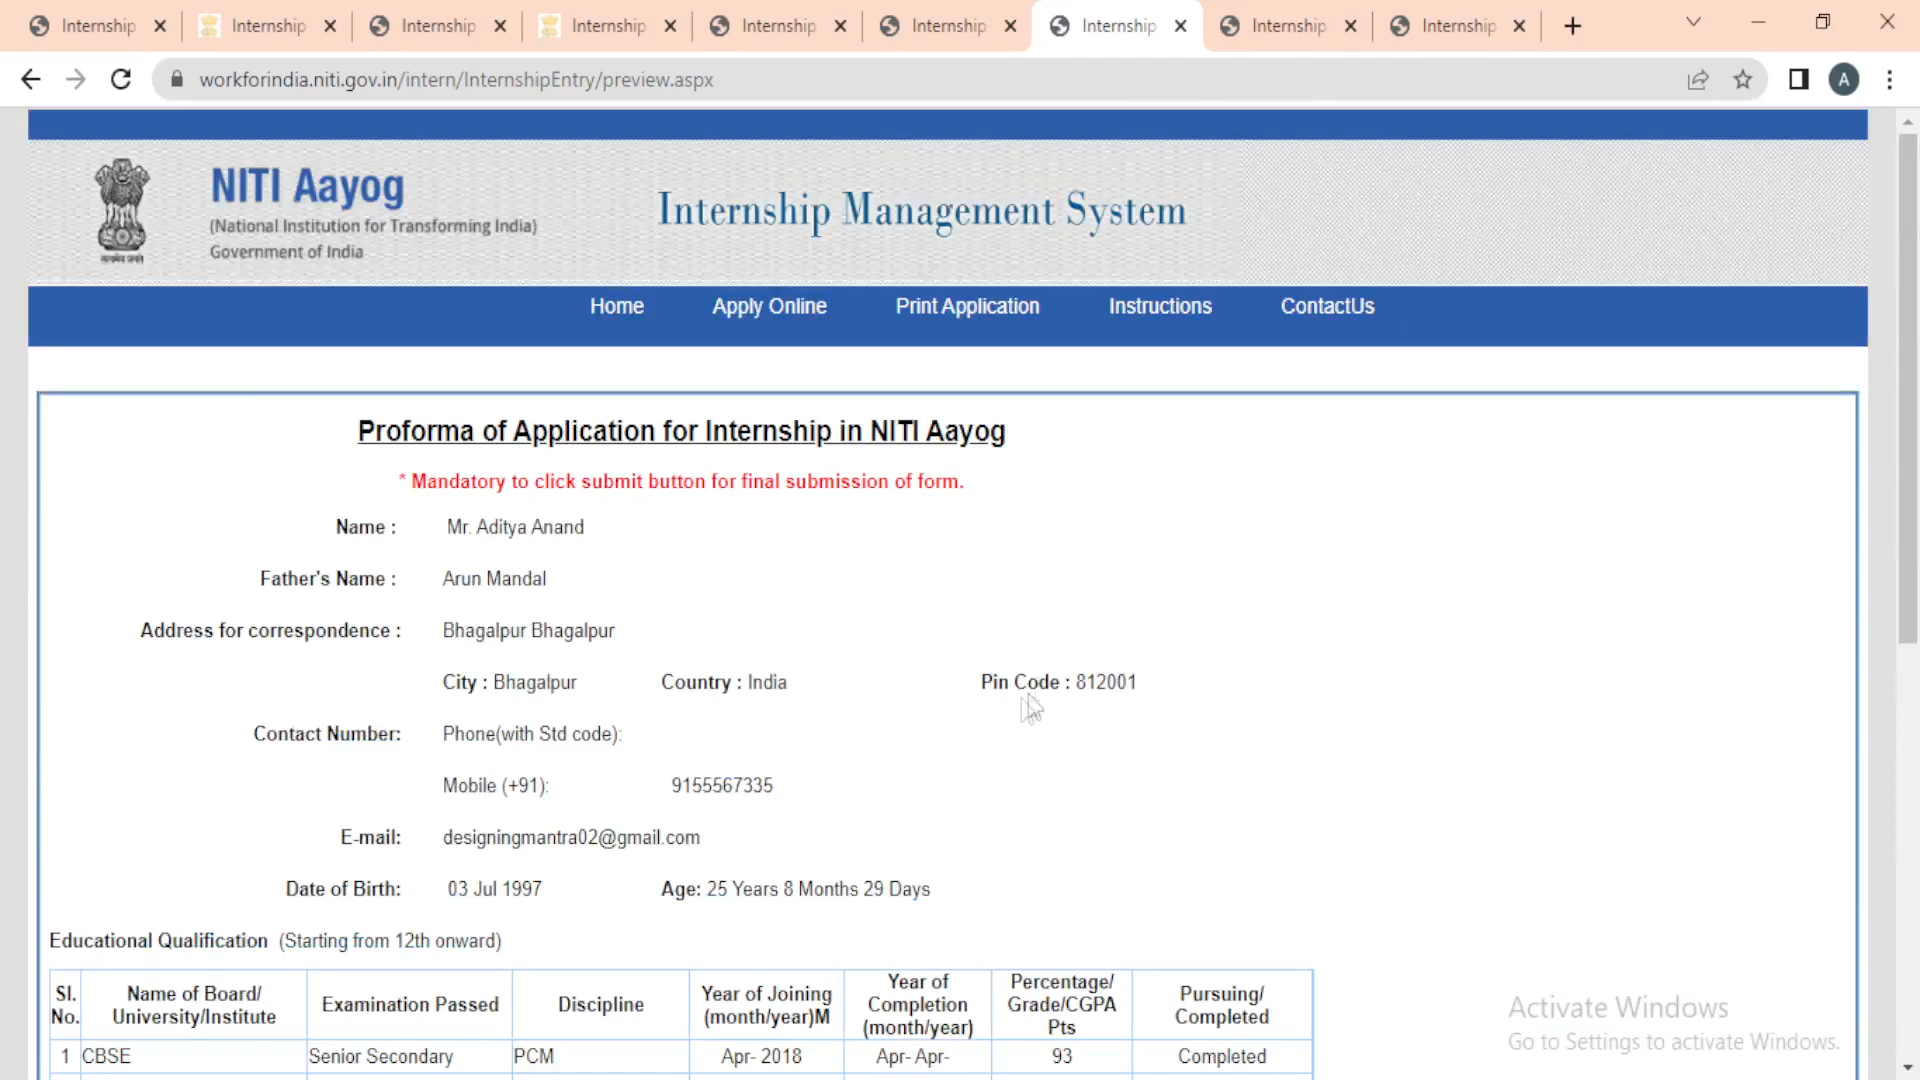 Internship Internship Internship Internship Internship Internship Internship Internship Internship
workforindia.niti.gov.in/intern/InternshipEntry/preview.aspx A
NITI Aayog
(National Institution for Transforming India)
Government of India
Internship Management System
Home Apply Online Print Application Instructions ContactUs
Proforma of Application for Internship in NITI Aayog
* Mandatory to click submit button for final submission of form.
Name : Mr. Aditya Anand
Father's Name : Arun Mandal
Address for correspondence : Bhagalpur Bhagalpur
City : Bhagalpur Country : India Pin Code : 812001
Contact Number: Phone(with Std code):
Mobile (+91): 9155567335
E-mail: designingmantra02@gmail.com
Date of Birth: 03 Jul 1997 Age: 25 Years 8 Months 29 Days
Educational Qualification (Starting from 12th onward)
Sl. No. Name of Board/ University/Institute Examination Passed Discipline Year of Joining (month/year)M Year of Completion (month/year) Percentage/ Grade/CGPA Pts Pursuing/ Completed
1 CBSE Senior Secondary PCM Apr- 2018 Apr- Apr- 93 Completed
Activate Windows
Go to Settings to activate Windows.